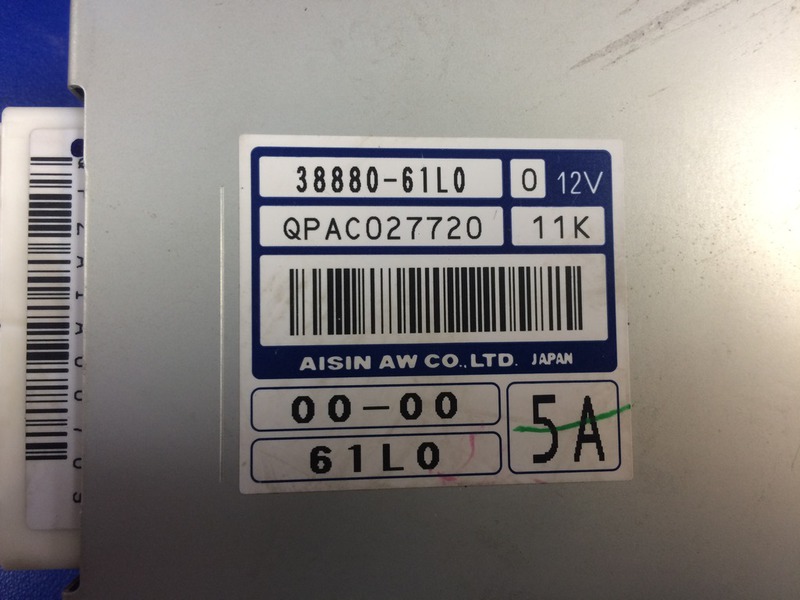 38880-61L0 0 12V
QPAC027720 11K
AISIN AW CO.,LTD. JAPAN
00-00
61L0
5A